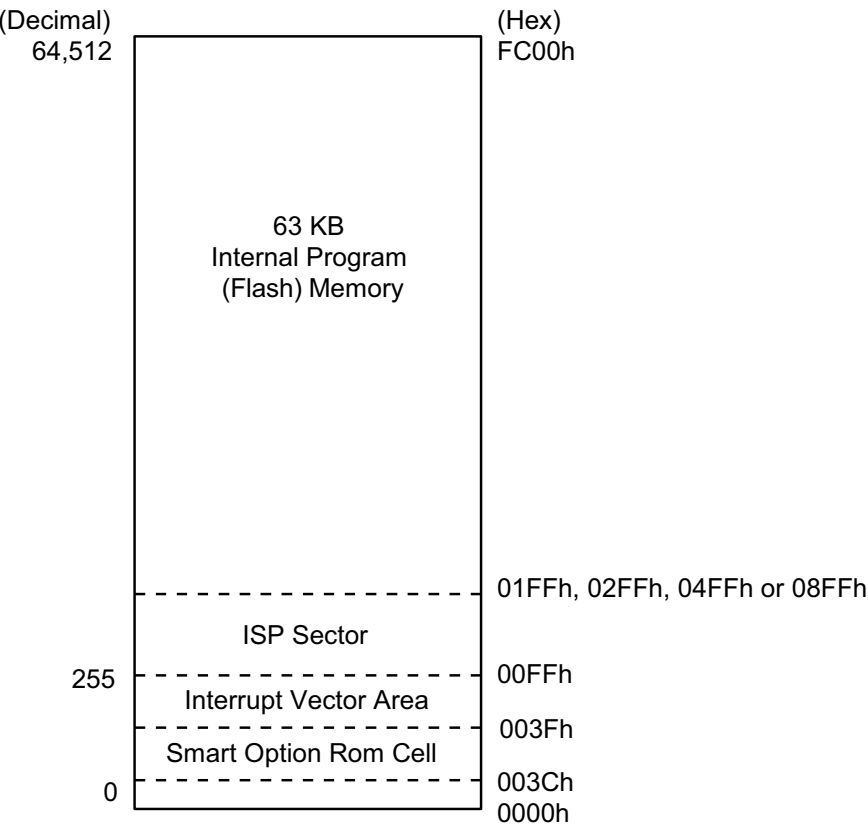 (Decimal)
64,512
(Hex)
FC00h
63 KB
Internal Program
(Flash) Memory
01FFh, 02FFh, 04FFh or 08FFh
ISP Sector
255
00FFh
Interrupt Vector Area
003Fh
Smart Option Rom Cell
0
003Ch
0000h